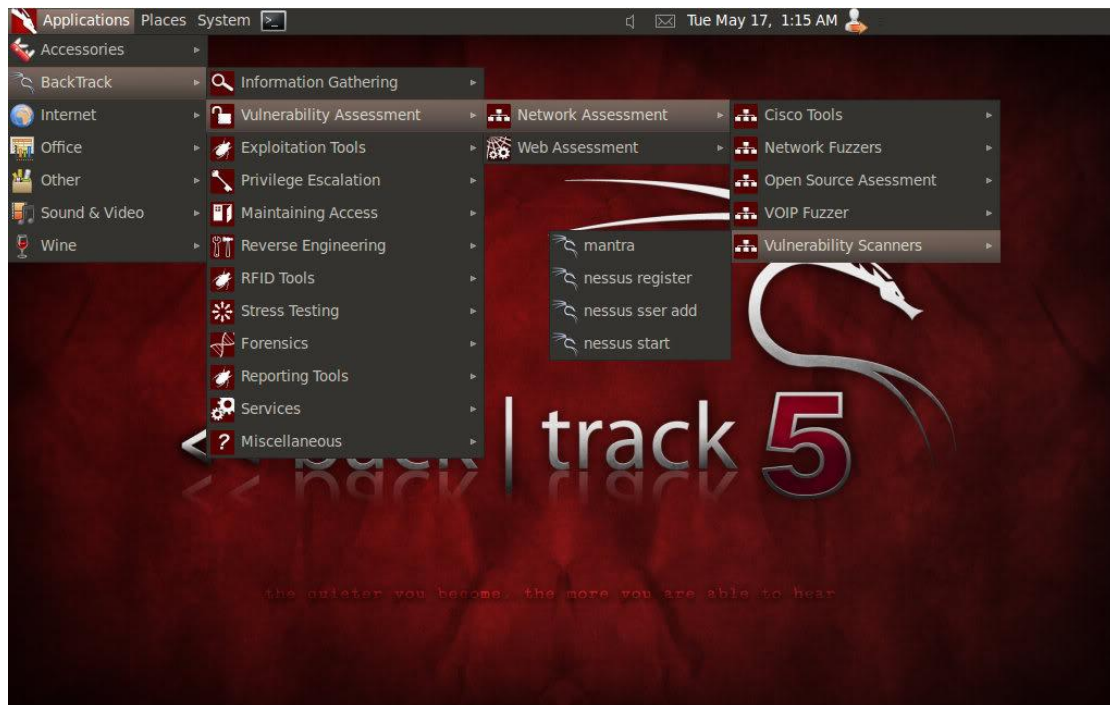 Applications Places System Tue May 17, 1:15 AM
Accessories
BackTrack
Internet
Office
Other
Sound & Video
Wine
Information Gathering
Vulnerability Assessment
Exploitation Tools
Privilege Escalation
Maintaining Access
Reverse Engineering
RFID Tools
Stress Testing
Forensics
Reporting Tools
Services
Miscellaneous
Network Assessment
Web Assessment
Cisco Tools
Network Fuzzers
Open Source Asessment
VOIP Fuzzer
Vulnerability Scanners
mantra
nessus register
nessus sser add
nessus start
<< back | track 5
the quieter you become, the more you are able to hear